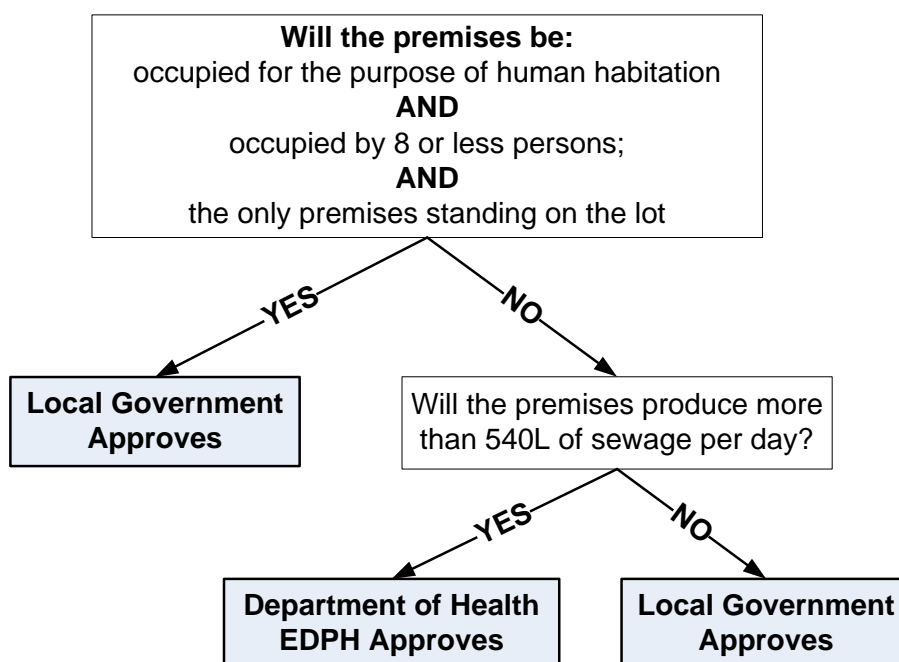 Will the premises be:
occupied for the purpose of human habitation
AND
occupied by 8 or less persons;
AND
the only premises standing on the lot
YES
NO
Local Government
Approves
Will the premises produce more
than 540L of sewage per day?
YES
NO
Department of Health
EDPH Approves
Local Government
Approves